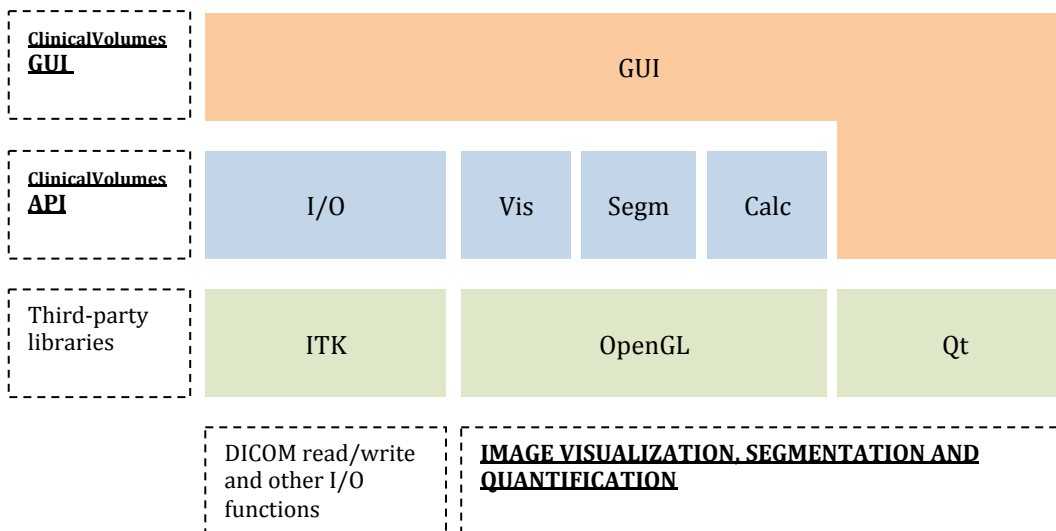 ClinicalVolumes
GUI
GUI
ClinicalVolumes
API
I/O
Vis
Segm
Calc
Third-party
libraries
ITK
OpenGL
Qt
DICOM read/write
and other I/O
functions
IMAGE VISUALIZATION, SEGMENTATION AND
QUANTIFICATION